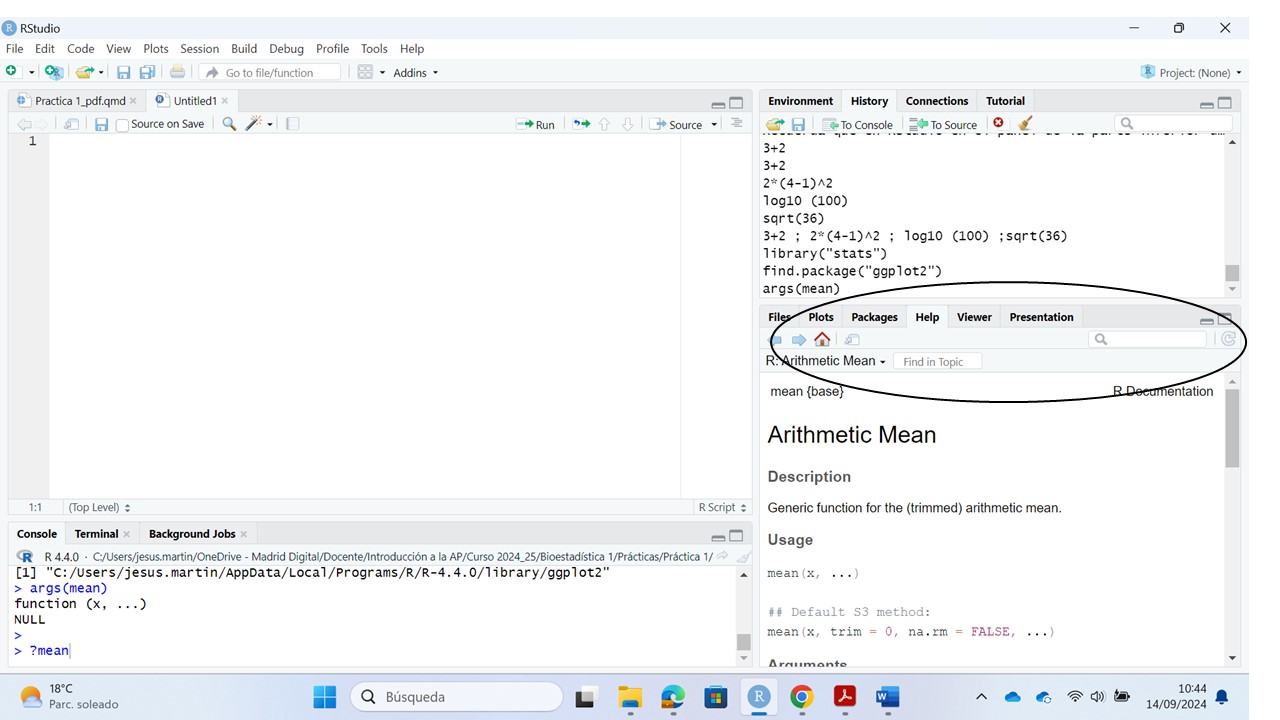 RStudio
File Edit Code View Plots Session Build Debug Profile Tools Help
Go to file/function Addins Project: (None)
Practica 1_pdf.qmd Untitled1
Source on Save Run Source
1
1:1 (Top Level) R Script
Console Terminal Background Jobs
R 4.4.0 · C:/Users/jesus.martin/OneDrive - Madrid Digital/Docente/Introducción a la AP/Curso 2024_25/Bioestadística 1/Prácticas/Práctica 1/
[1] "C:/Users/jesus.martin/AppData/Local/Programs/R/R-4.4.0/library/ggplot2"
> args(mean)
function (x, ...)
NULL
>
> ?mean
Environment History Connections Tutorial
To Console To Source
3+2
3+2
2*(4-1)^2
log10 (100)
sqrt(36)
3+2 ; 2*(4-1)^2 ; log10 (100) ;sqrt(36)
library("stats")
find.package("ggplot2")
args(mean)
Files Plots Packages Help Viewer Presentation
R: Arithmetic Mean Find in Topic
mean {base} R Documentation
Arithmetic Mean
Description
Generic function for the (trimmed) arithmetic mean.
Usage
mean(x, ...)
## Default S3 method:
mean(x, trim = 0, na.rm = FALSE, ...)
Arguments
18°C
Parc. soleado
Búsqueda
10:44
14/09/2024